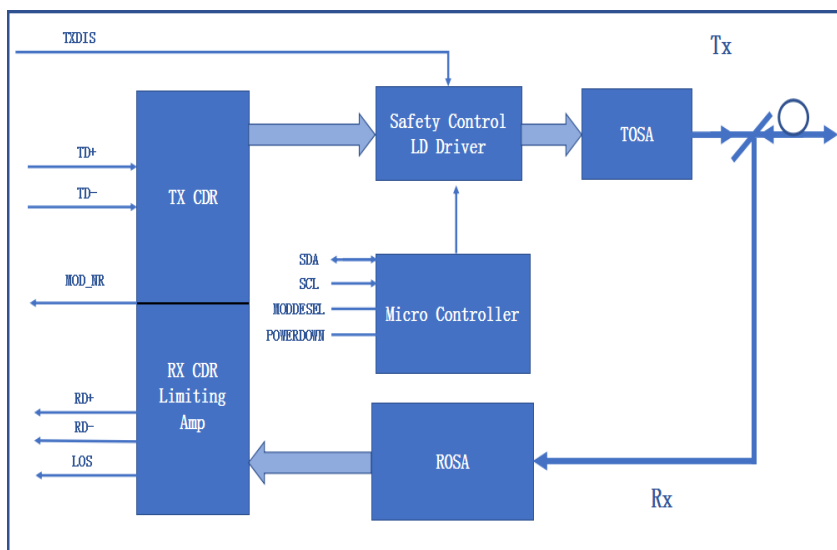 TXDIS
Tx
Safety Control
LD Driver
TOSA
TD+
TD-
TX CDR
MOD_NR
SDA
SCL
MODDESEL
POWERDOWN
Micro Controller
RX CDR
Limiting
Amp
RD+
RD-
LOS
ROSA
Rx